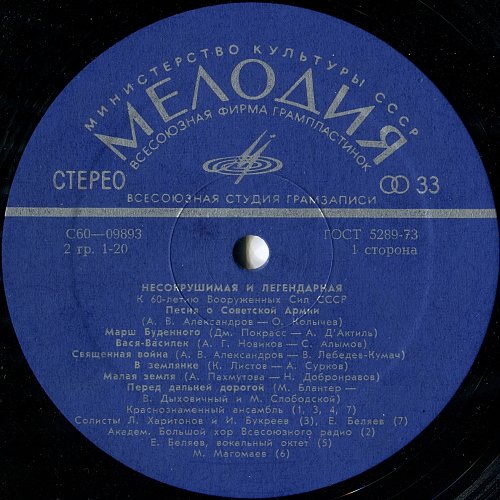 МИНИСТЕРСТВО КУЛЬТУРЫ СССР
МЕЛОДИЯ
ВСЕСОЮЗНАЯ ФИРМА ГРАМПЛАСТИНОК
СТЕРЕО 33
ВСЕСОЮЗНАЯ СТУДИЯ ГРАМЗАПИСИ
С60—09893 ГОСТ 5289-73
2 гр. 1-20 1 сторона
НЕСОКРУШИМАЯ И ЛЕГЕНДАРНАЯ
К 60-летию Вооруженных Сил СССР
Песня о Советской Армии
(А. В. Александров — О. Колычев)
Марш Буденного (Дм. Покрасс — А. Д'Актиль)
Вася-Василек (А. Г. Новиков — С. Алымов)
Священная война (А. В. Александров — В. Лебедев-Кумач)
В землянке (К. Листов — А. Сурков)
Малая земля (А. Пахмутова — Н. Добронравов)
Перед дальней дорогой (М. Блантер —
В. Дыховичный и М. Слободской)
Краснознаменный ансамбль (1, 3, 4, 7)
Солисты Л. Харитонов и И. Букреев (3), Е. Беляев (7)
Академ. Большой хор Всесоюзного радио (2)
Е. Беляев, вокальный октет (5)
М. Магомаев (6)